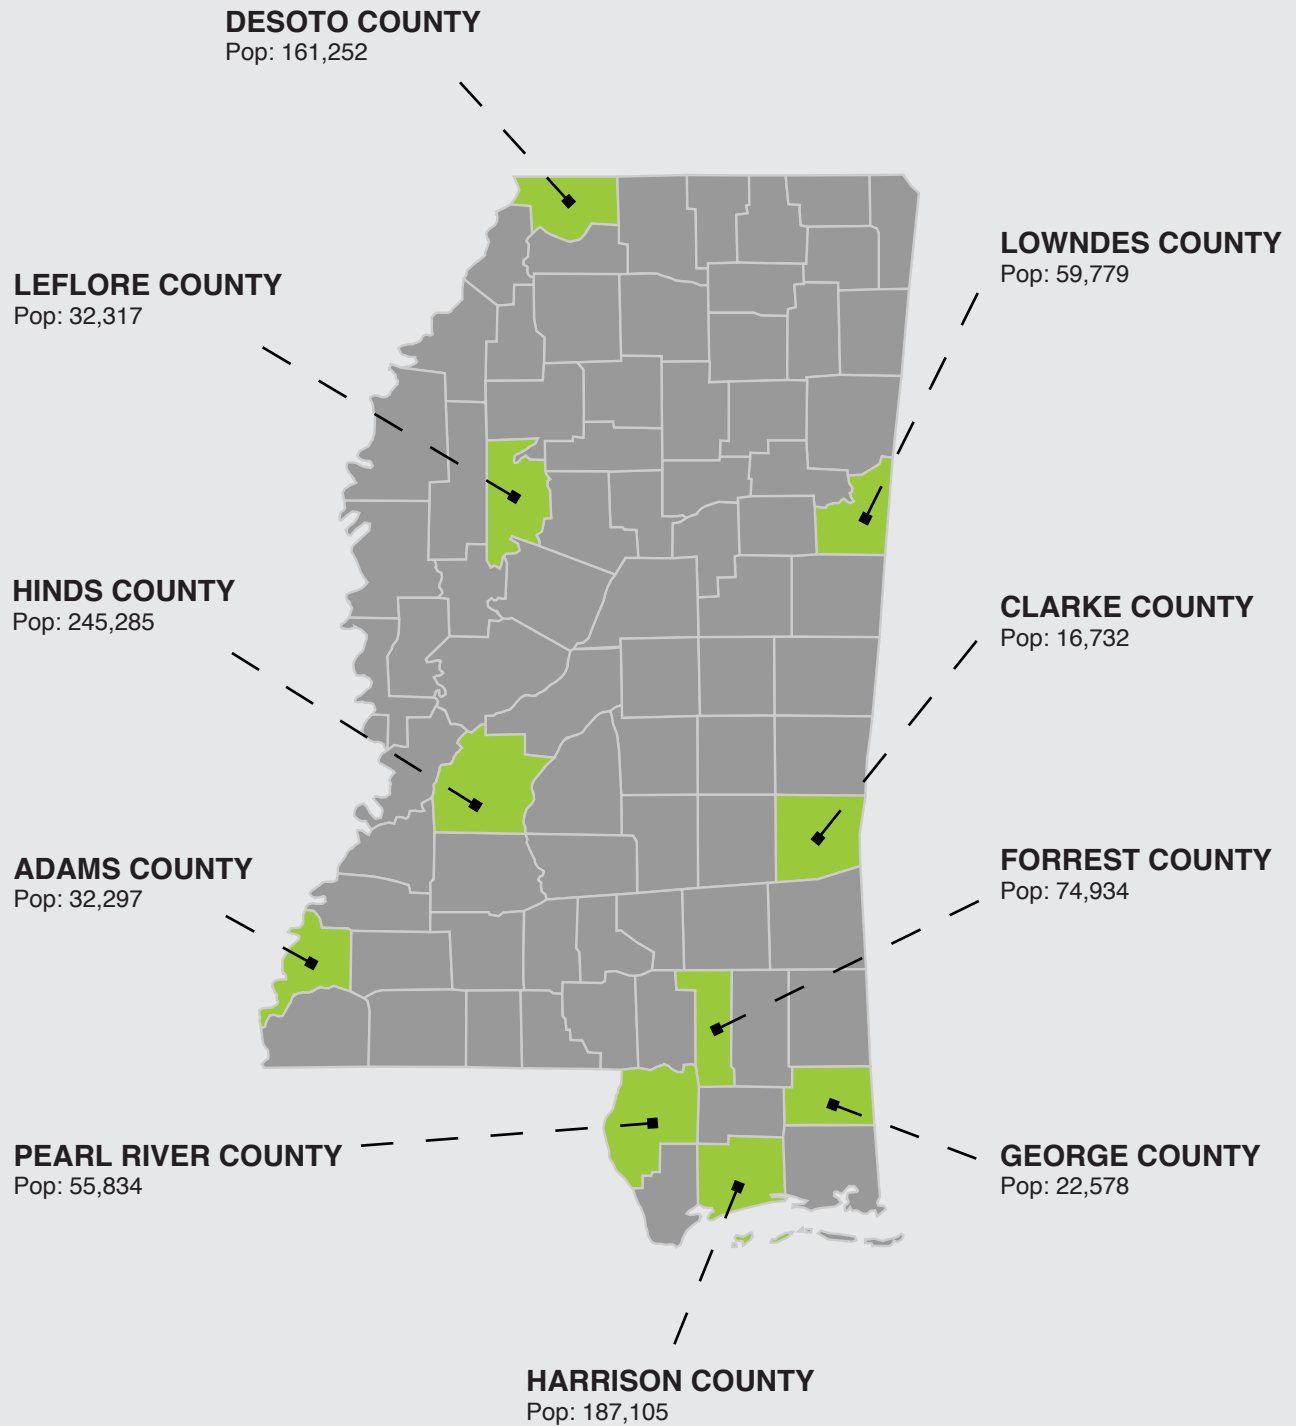 DESOTO COUNTY
Pop: 161,252
LOWNDES COUNTY
Pop: 59,779
LEFLORE COUNTY
Pop: 32,317
HINDS COUNTY
Pop: 245,285
CLARKE COUNTY
Pop: 16,732
ADAMS COUNTY
Pop: 32,297
FORREST COUNTY
Pop: 74,934
PEARL RIVER COUNTY
Pop: 55,834
GEORGE COUNTY
Pop: 22,578
HARRISON COUNTY
Pop: 187,105